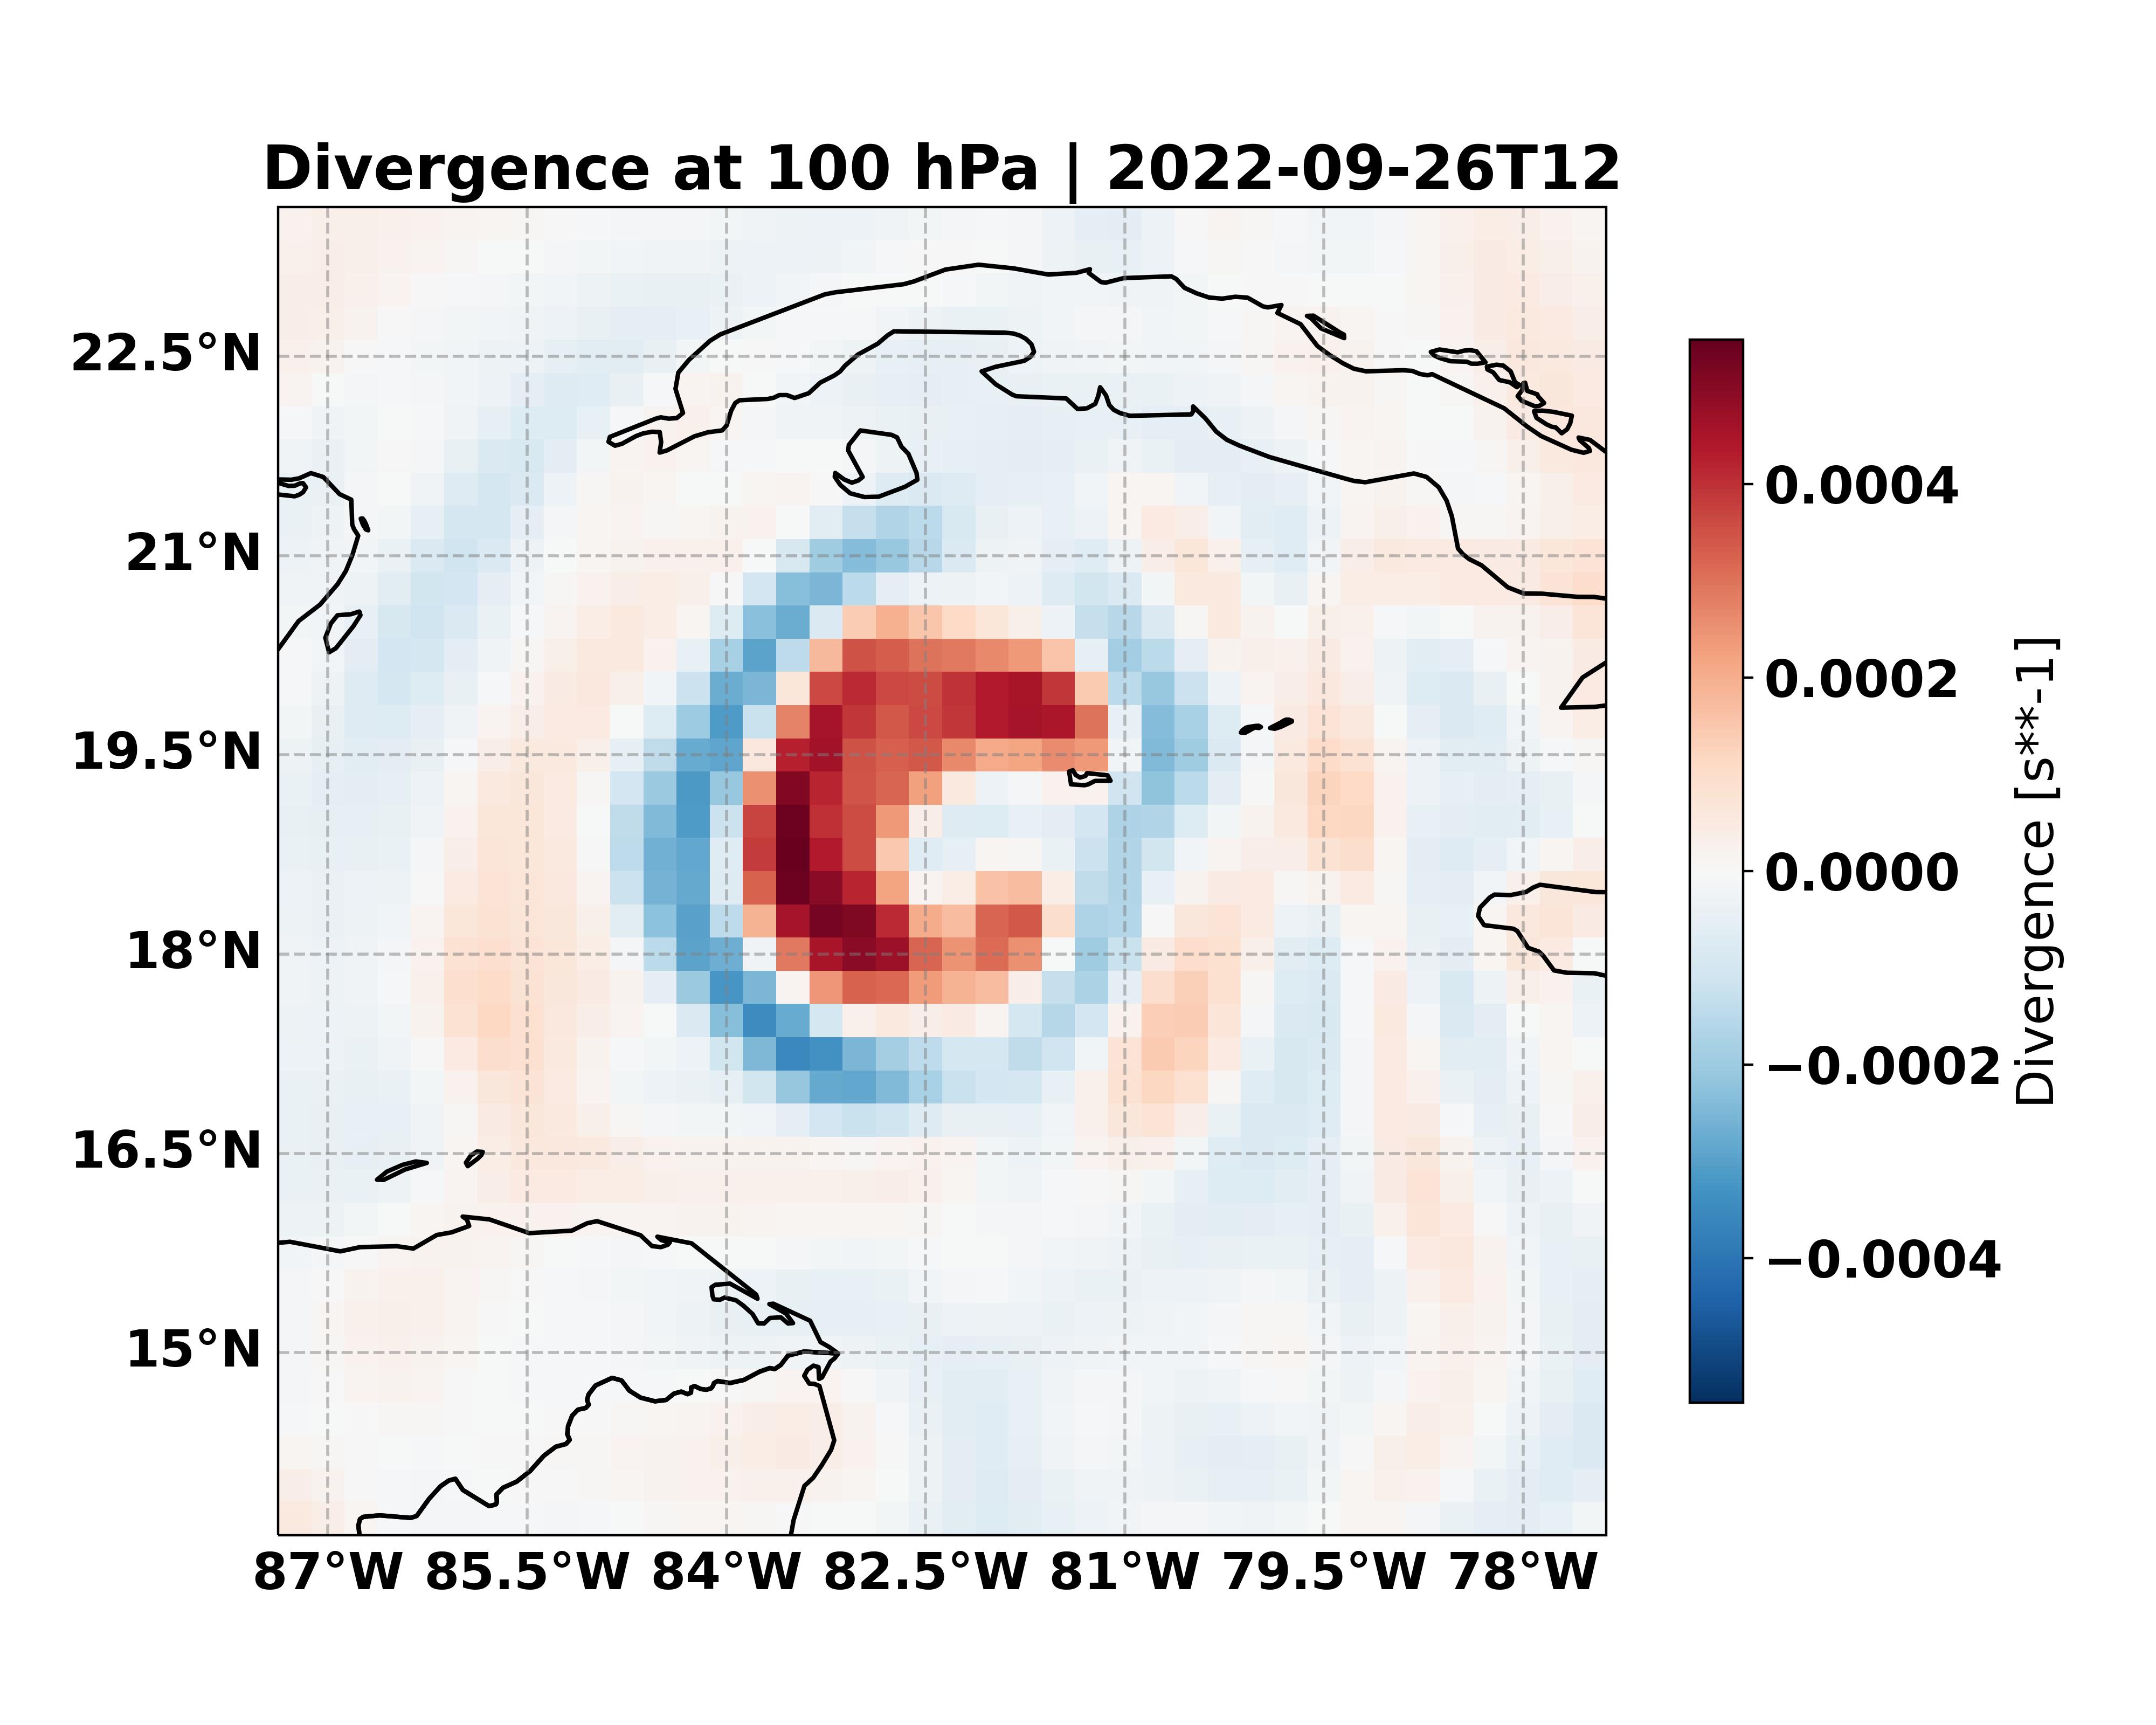 Divergence at 100 hPa | 2022-09-26T12
22.5°N
21°N
19.5°N
18°N
16.5°N
15°N
87°W 85.5°W 84°W 82.5°W 81°W 79.5°W 78°W
0.0004
0.0002
0.0000
−0.0002
−0.0004
Divergence [s**-1]